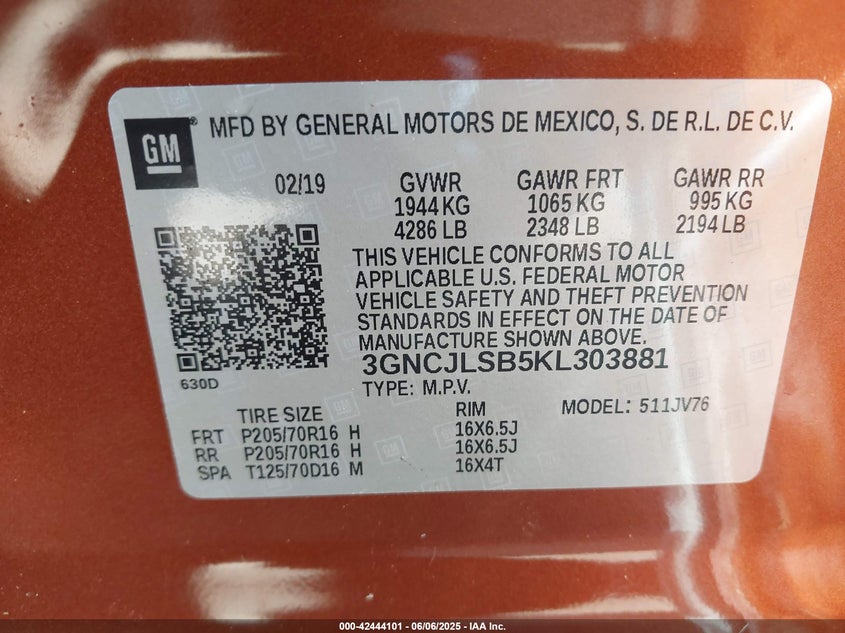 GM® MFD BY GENERAL MOTORS DE MEXICO, S. DE R.L. DE C.V.
02/19 GVWR GAWR FRT GAWR RR
1944 KG 1065 KG 995 KG
4286 LB 2348 LB 2194 LB
THIS VEHICLE CONFORMS TO ALL
APPLICABLE U.S. FEDERAL MOTOR
VEHICLE SAFETY AND THEFT PREVENTION
STANDARDS IN EFFECT ON THE DATE OF
MANUFACTURE SHOWN ABOVE.
3GNCJLSB5KL303881
630D TYPE: M.P.V.
TIRE SIZE RIM MODEL: 511JV76
FRT P205/70R16 H 16X6.5J
RR P205/70R16 H 16X6.5J
SPA T125/70D16 M 16X4T
000-42444101 - 06/06/2025 - IAA Inc.